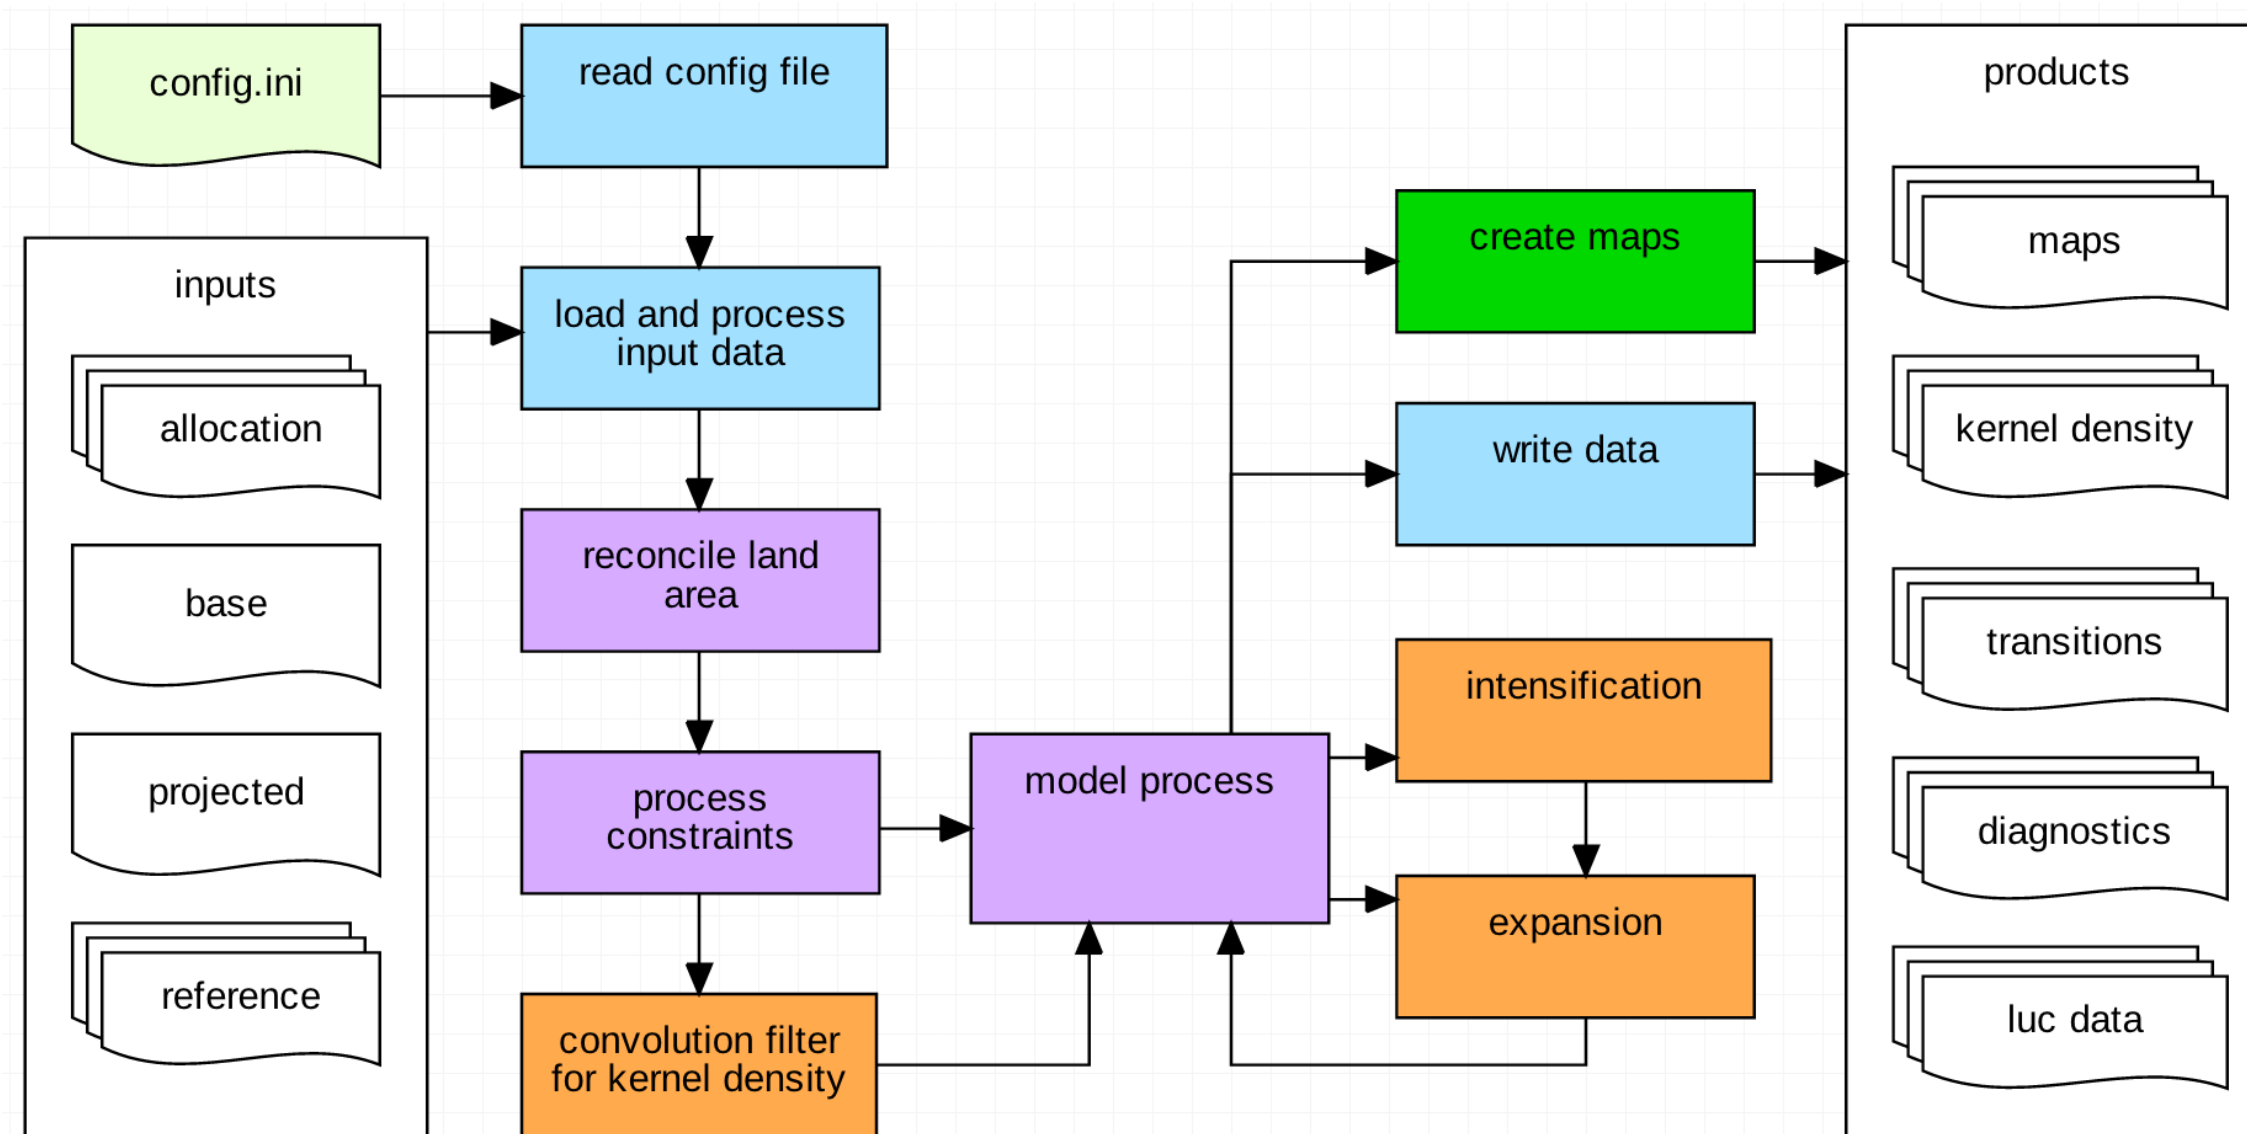 config.ini
read config file
products
inputs
load and process
input data
create maps
maps
allocation
write data
kernel density
reconcile land
area
base
intensification
transitions
projected
process
constraints
model process
diagnostics
reference
expansion
convolution filter
for kernel density
luc data